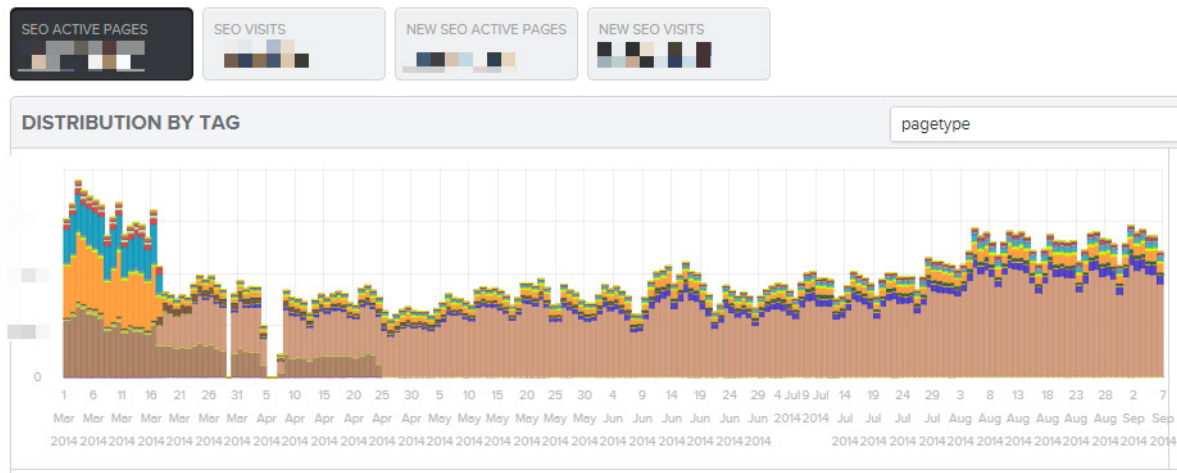 SEO ACTIVE PAGES SEO VISITS NEW SEO ACTIVE PAGES NEW SEO VISITS
DISTRIBUTION BY TAG pagetype
0
1 6 11 16 21 26 31 5 10 15 20 25 30 5 10 15 20 25 30 4 9 14 19 24 29 4 Jul 9 Jul 14 19 24 29 3 8 13 18 23 28 2 7
Mar Mar Mar Mar Mar Mar Mar Apr Apr Apr Apr Apr Apr May May May May May May Jun Jun Jun Jun Jun Jun 2014 2014 Jul Jul Jul Jul Aug Aug Aug Aug Aug Aug Sep Sep
2014 2014 2014 2014 2014 2014 2014 2014 2014 2014 2014 2014 2014 2014 2014 2014 2014 2014 2014 2014 2014 2014 2014 2014 2014 2014 2014 2014 2014 2014 2014 2014 2014 2014 2014 2014 2014